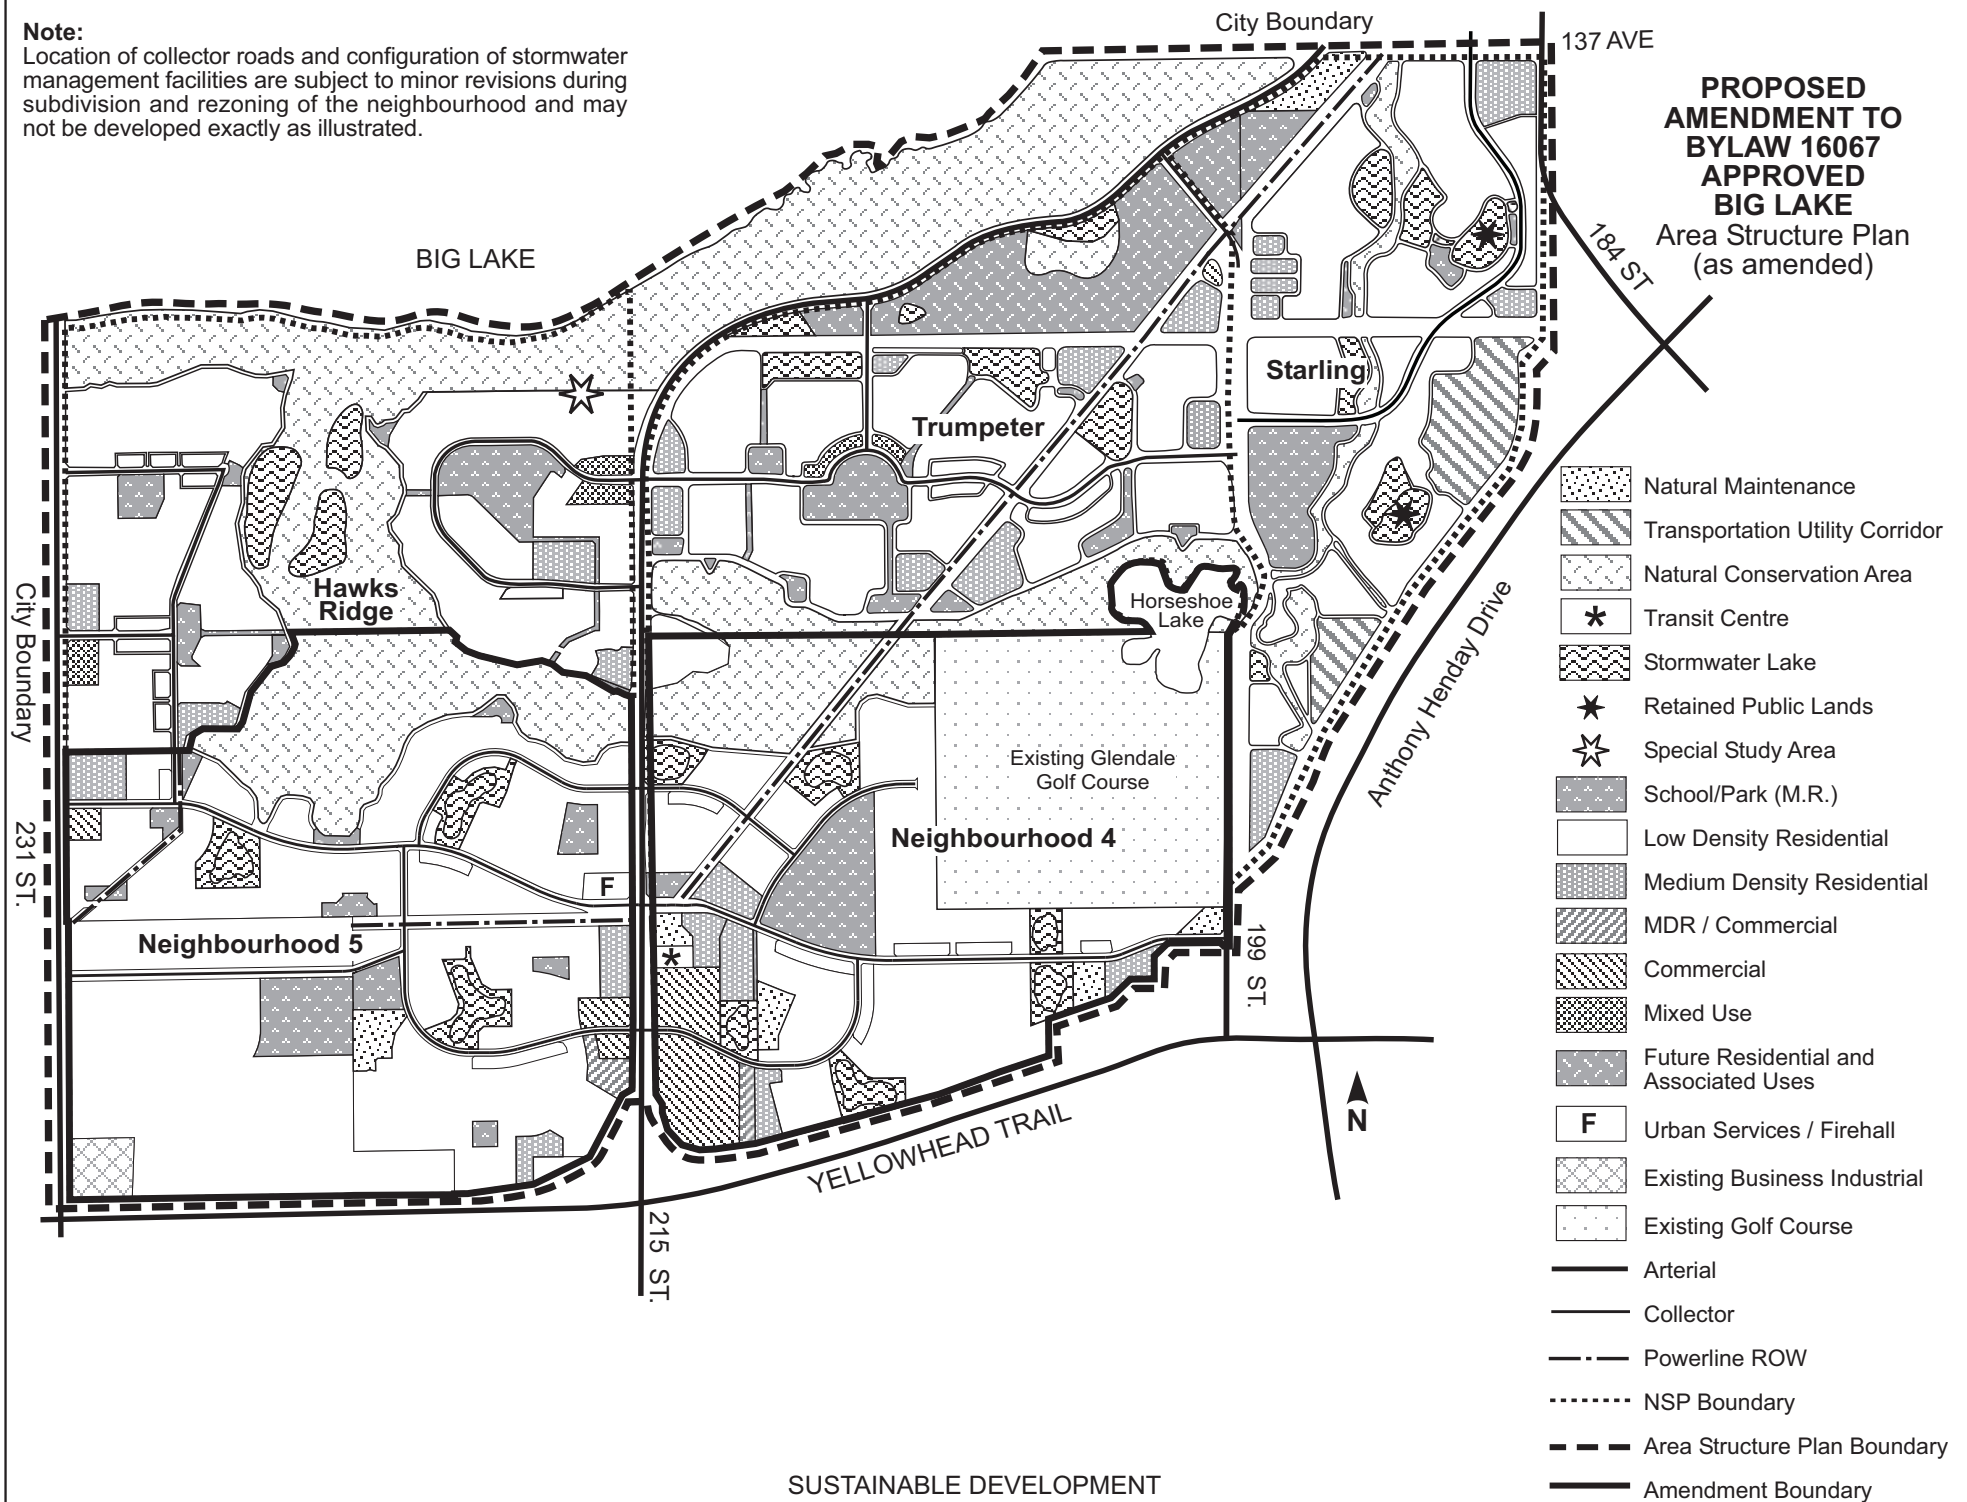 Note:
Location of collector roads and configuration of stormwater
management facilities are subject to minor revisions during
subdivision and rezoning of the neighbourhood and may
not be developed exactly as illustrated.
City Boundary
137 AVE
PROPOSED
AMENDMENT TO
BYLAW 16067
APPROVED
BIG LAKE
Area Structure Plan
(as amended)
184 ST
BIG LAKE
Starling
Trumpeter
Hawks
Ridge
Horseshoe
Lake
City Boundary
231 ST.
Anthony Henday Drive
Existing Glendale
Golf Course
Neighbourhood 4
F
Neighbourhood 5
*
199 ST.
N
YELLOWHEAD TRAIL
215 ST.
Natural Maintenance
Transportation Utility Corridor
Natural Conservation Area
* Transit Centre
Stormwater Lake
Retained Public Lands
Special Study Area
School/Park (M.R.)
Low Density Residential
Medium Density Residential
MDR / Commercial
Commercial
Mixed Use
Future Residential and
Associated Uses
F Urban Services / Firehall
Existing Business Industrial
Existing Golf Course
Arterial
Collector
Powerline ROW
NSP Boundary
Area Structure Plan Boundary
Amendment Boundary
SUSTAINABLE DEVELOPMENT